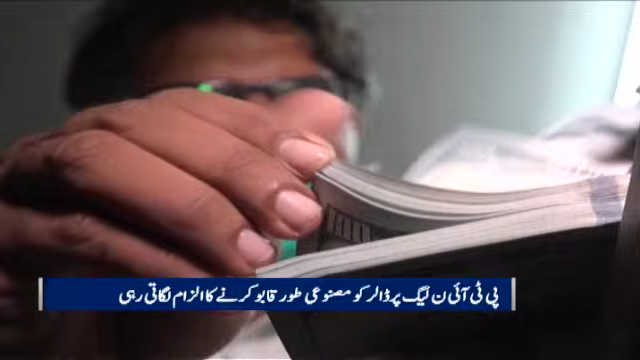 پی ٹی آئی ن لیگ پر ڈالر کو مصنوعی طور قابو کرنے کا الزام لگاتی رہی